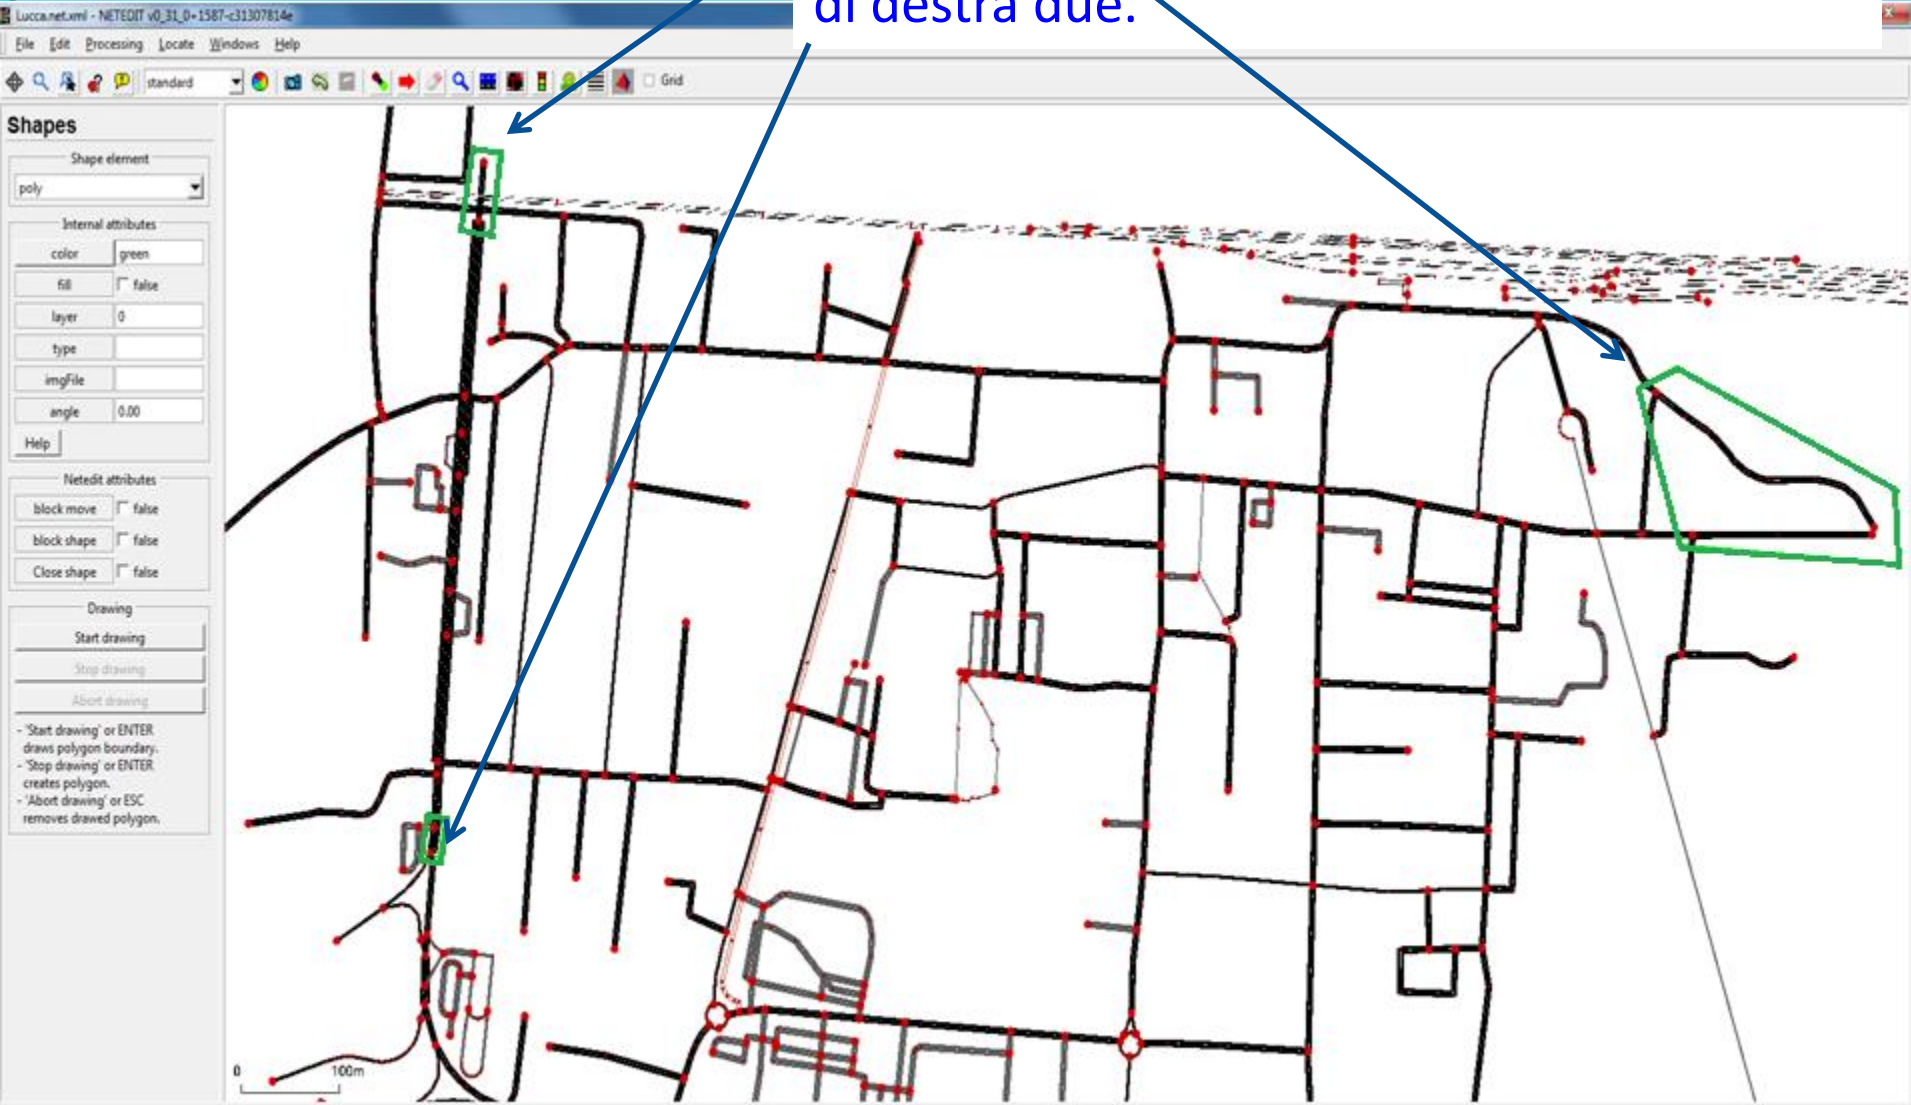 di destra due.
Lucca.net.xml - NETEDIT v0_31_0+1587-c31307814e
File Edit Processing Locate Windows Help
standard Grid
Shapes
Shape element
poly
Internal attributes
color green
fill false
layer 0
type
imgFile
angle 0.00
Help
Netedit attributes
block move false
block shape false
Close shape false
Drawing
Start drawing
Stop drawing
Abort drawing
- 'Start drawing' or ENTER
draws polygon boundary.
- 'Stop drawing' or ENTER
creates polygon.
- 'Abort drawing' or ESC
removes drawed polygon.
0 100m